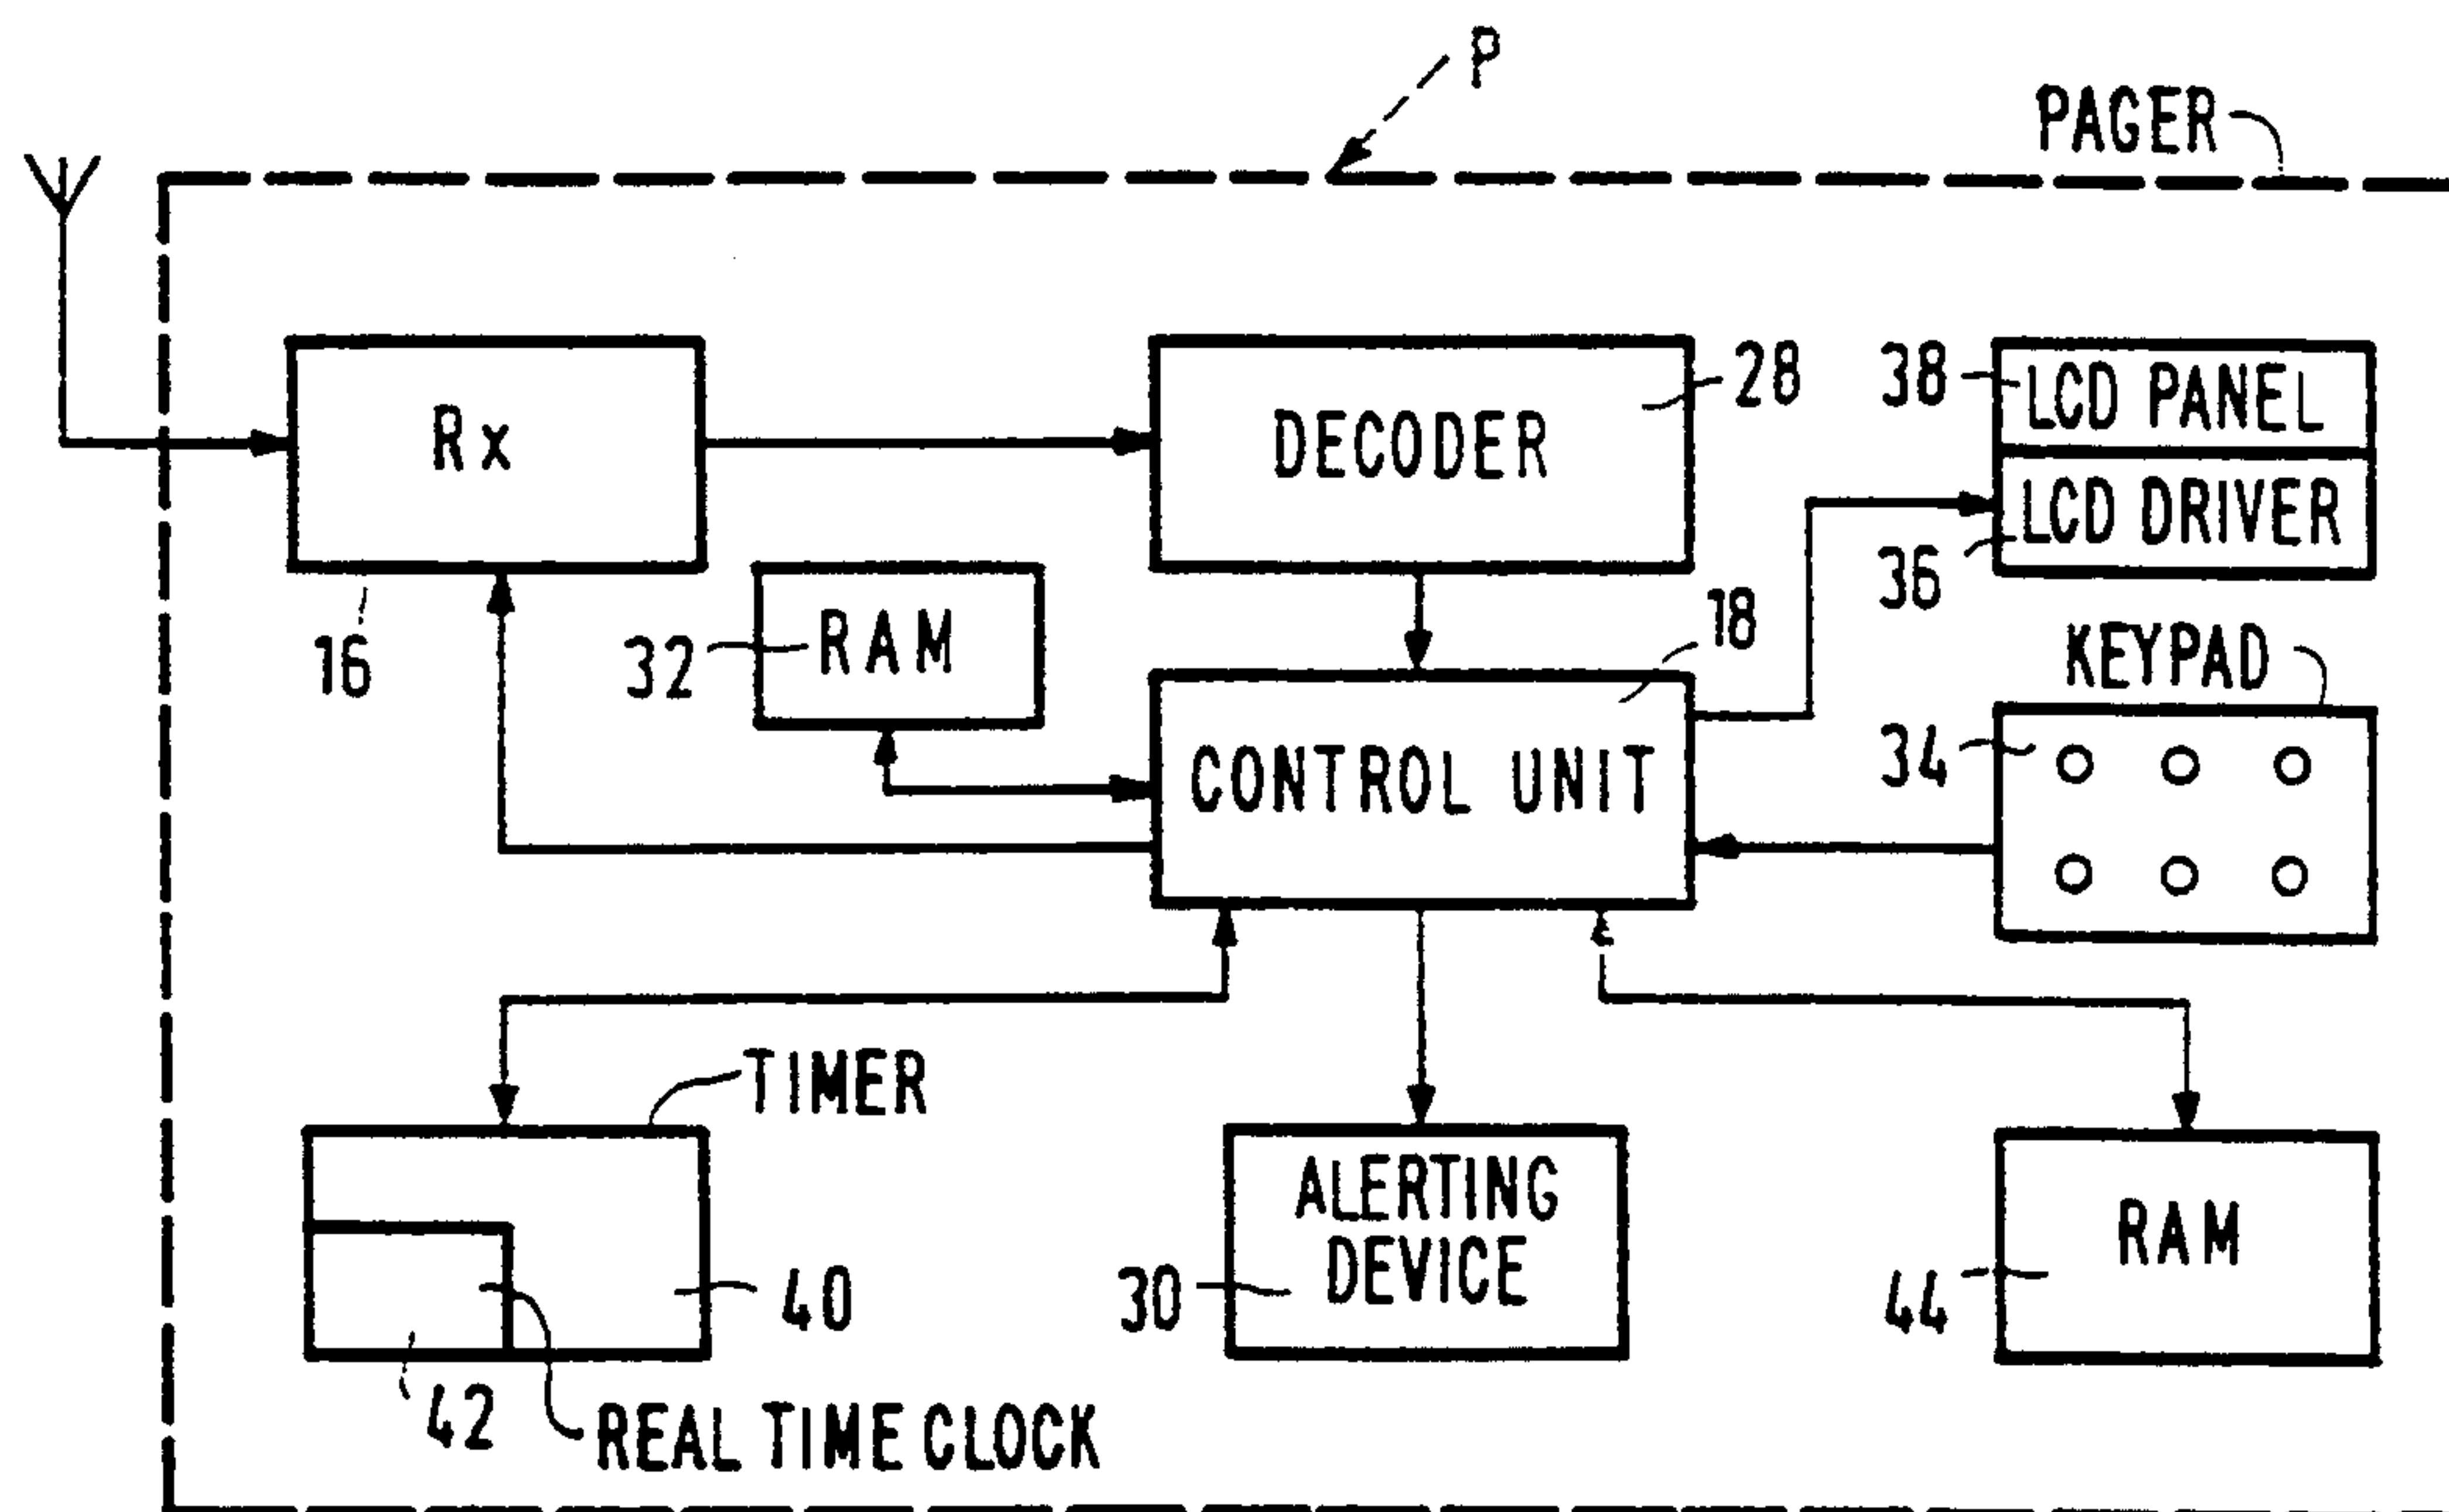 P
PAGER
Rx
16
DECODER
28
38
LCD PANEL
LCD DRIVER
36
32
RAM
18
CONTROL UNIT
KEYPAD
34
TIMER
40
42
REAL TIME CLOCK
ALERTING
DEVICE
30
RAM
44